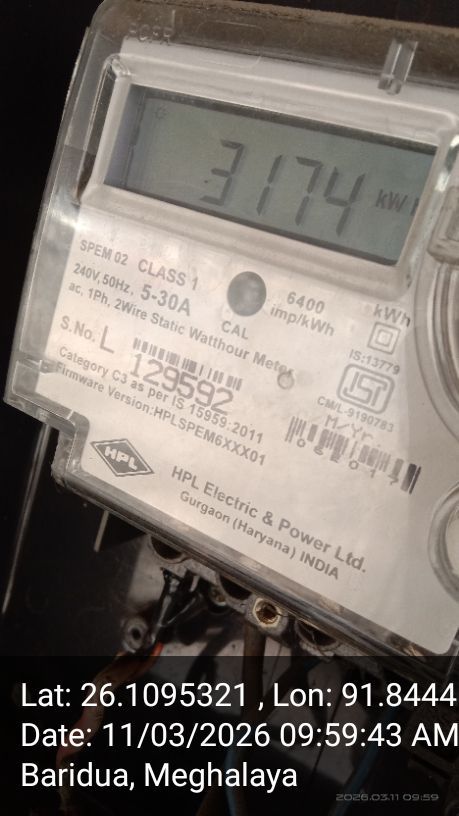 3174 kWh
SPEM 02 CLASS 1
240V, 50Hz, 5-30A
ac, 1Ph, 2Wire Static Watthour Meter
CAL
6400
imp/kWh
kWh
IS:13779
ISI
CM/L-9190783
S.No. L 129592
Category C3 as per IS 15959:2011
Firmware Version:HPLSPEM6XXX01
M/Yr.
HPL
HPL Electric & Power Ltd.
Gurgaon (Haryana) INDIA
Lat: 26.1095321 , Lon: 91.8444
Date: 11/03/2026 09:59:43 AM
Baridua, Meghalaya
2026.03.11 09:59